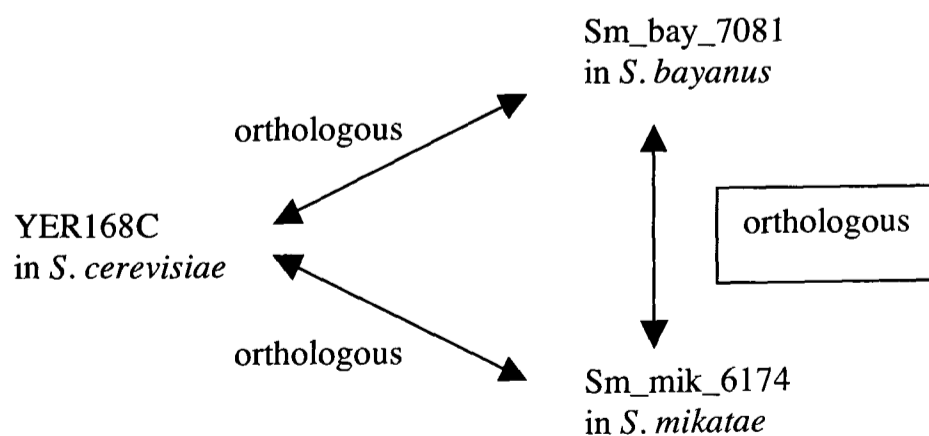 Sm_bay_7081
in S. bayanus
orthologous
YER168C
in S. cerevisiae
orthologous
orthologous
Sm_mik_6174
in S. mikatae